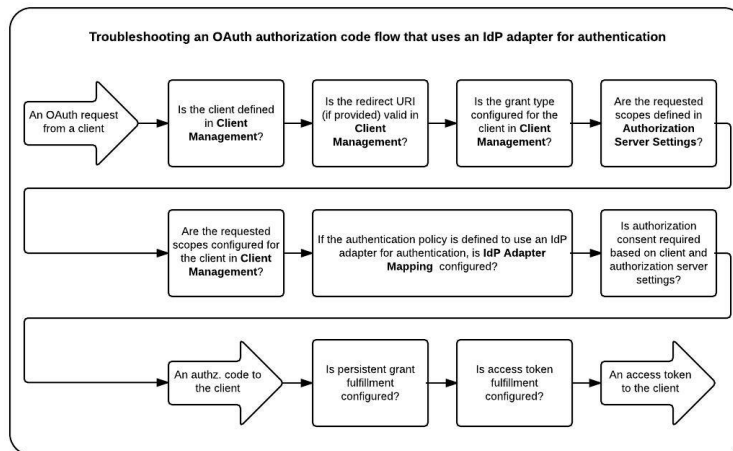 Troubleshooting an OAuth authorization code flow that uses an IdP adapter for authentication
An OAuth request
from a client
Is the client defined
in Client
Management?
Is the redirect URI
(if provided) valid in
Client
Management?
Is the grant type
configured for the
client in Client
Management?
Are the requested
scopes defined in
Authorization
Server Settings?
Are the requested
scopes configured for
the client in Client
Management?
If the authentication policy is defined to use an IdP
adapter for authentication, is IdP Adapter
Mapping configured?
Is authorization
consent required
based on client and
authorization server
settings?
An authz. code to
the client
Is persistent grant
fulfillment
configured?
Is access token
fulfillment
configured?
An access token
to the client